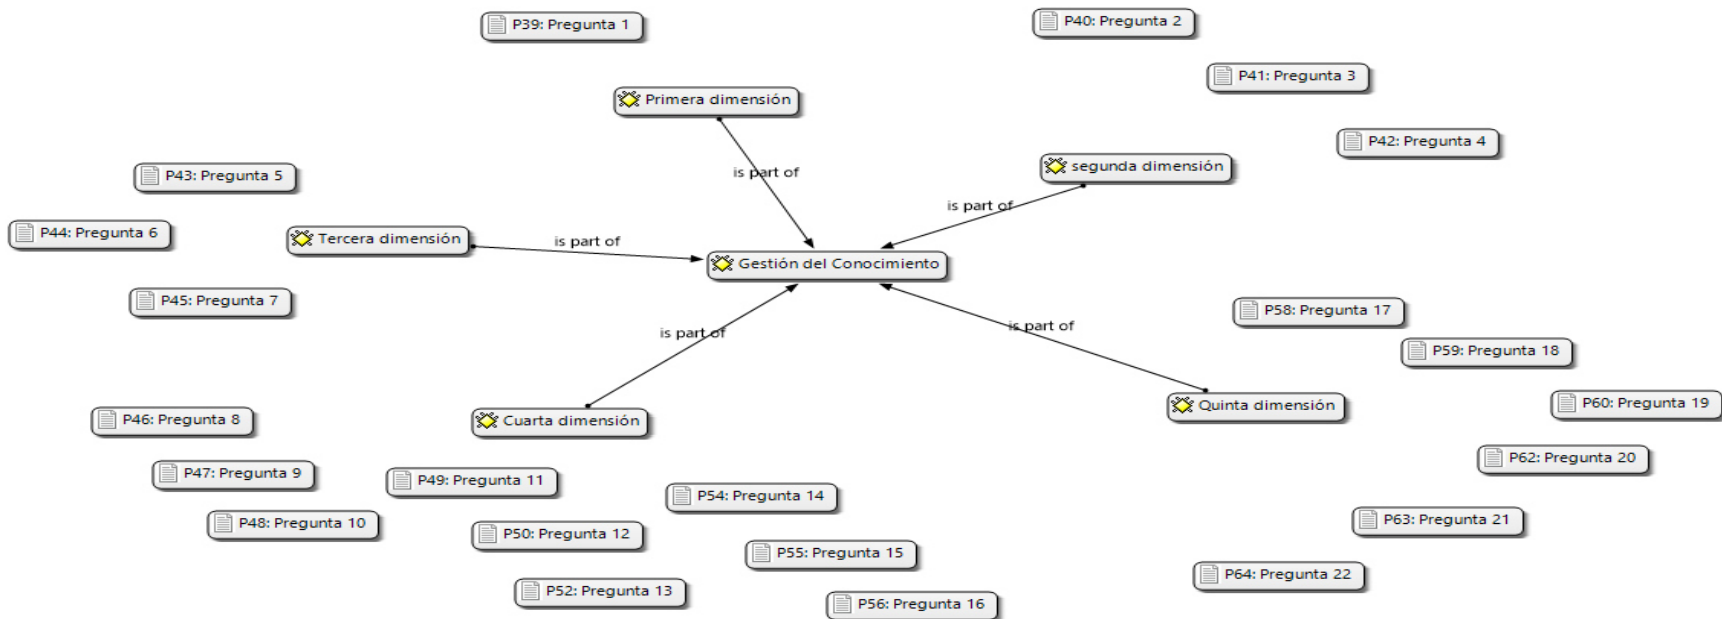 P39: Pregunta 1
P40: Pregunta 2
P41: Pregunta 3
Primera dimensión
P42: Pregunta 4
segunda dimensión
is part of
P43: Pregunta 5
is part of
P44: Pregunta 6
Tercera dimensión
is part of
Gestión del Conocimiento
P45: Pregunta 7
P58: Pregunta 17
is part of
is part of
P59: Pregunta 18
P60: Pregunta 19
Quinta dimensión
P46: Pregunta 8
Cuarta dimensión
P62: Pregunta 20
P47: Pregunta 9
P49: Pregunta 11
P54: Pregunta 14
P63: Pregunta 21
P48: Pregunta 10
P50: Pregunta 12
P55: Pregunta 15
P64: Pregunta 22
P52: Pregunta 13
P56: Pregunta 16